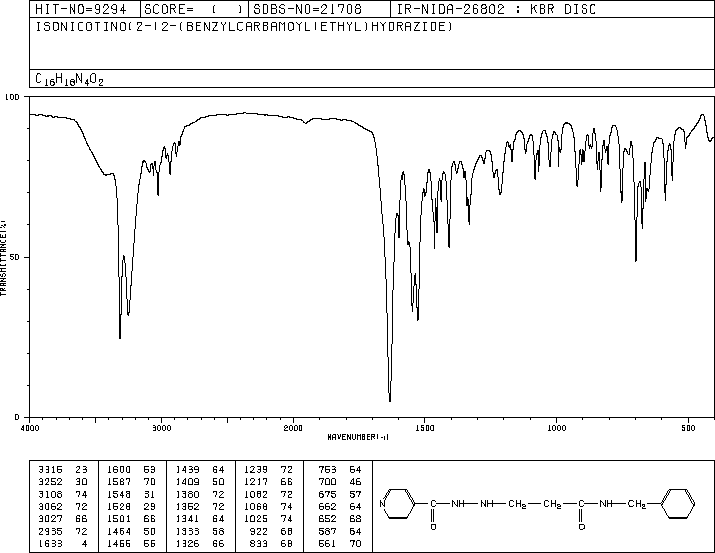 HIT-NO=9294 SCORE= ( ) SDBS-NO=21708 IR-NIDA-26802 : KBR DISC
ISONICOTINO(2-(2-(BENZYLCARBAMOYL)ETHYL)HYDRAZIDE)
C16H18N4O2
100
50
0
TRANSMITTANCE(%)
4000 3000 2000 1500 1000 500
WAVENUMBER(-1)
3315 23 1600 53 1439 64 1239 72 753 64
3252 30 1567 70 1409 50 1217 66 700 46
3108 74 1548 31 1380 72 1082 72 675 57
3062 72 1528 29 1352 72 1068 74 662 64
3027 66 1501 66 1341 64 1025 74 652 68
2935 72 1464 50 1333 58 922 68 587 64
1633 4 1455 55 1326 66 833 68 561 70
N C NH NH CH2 CH2 C NH CH2
O O